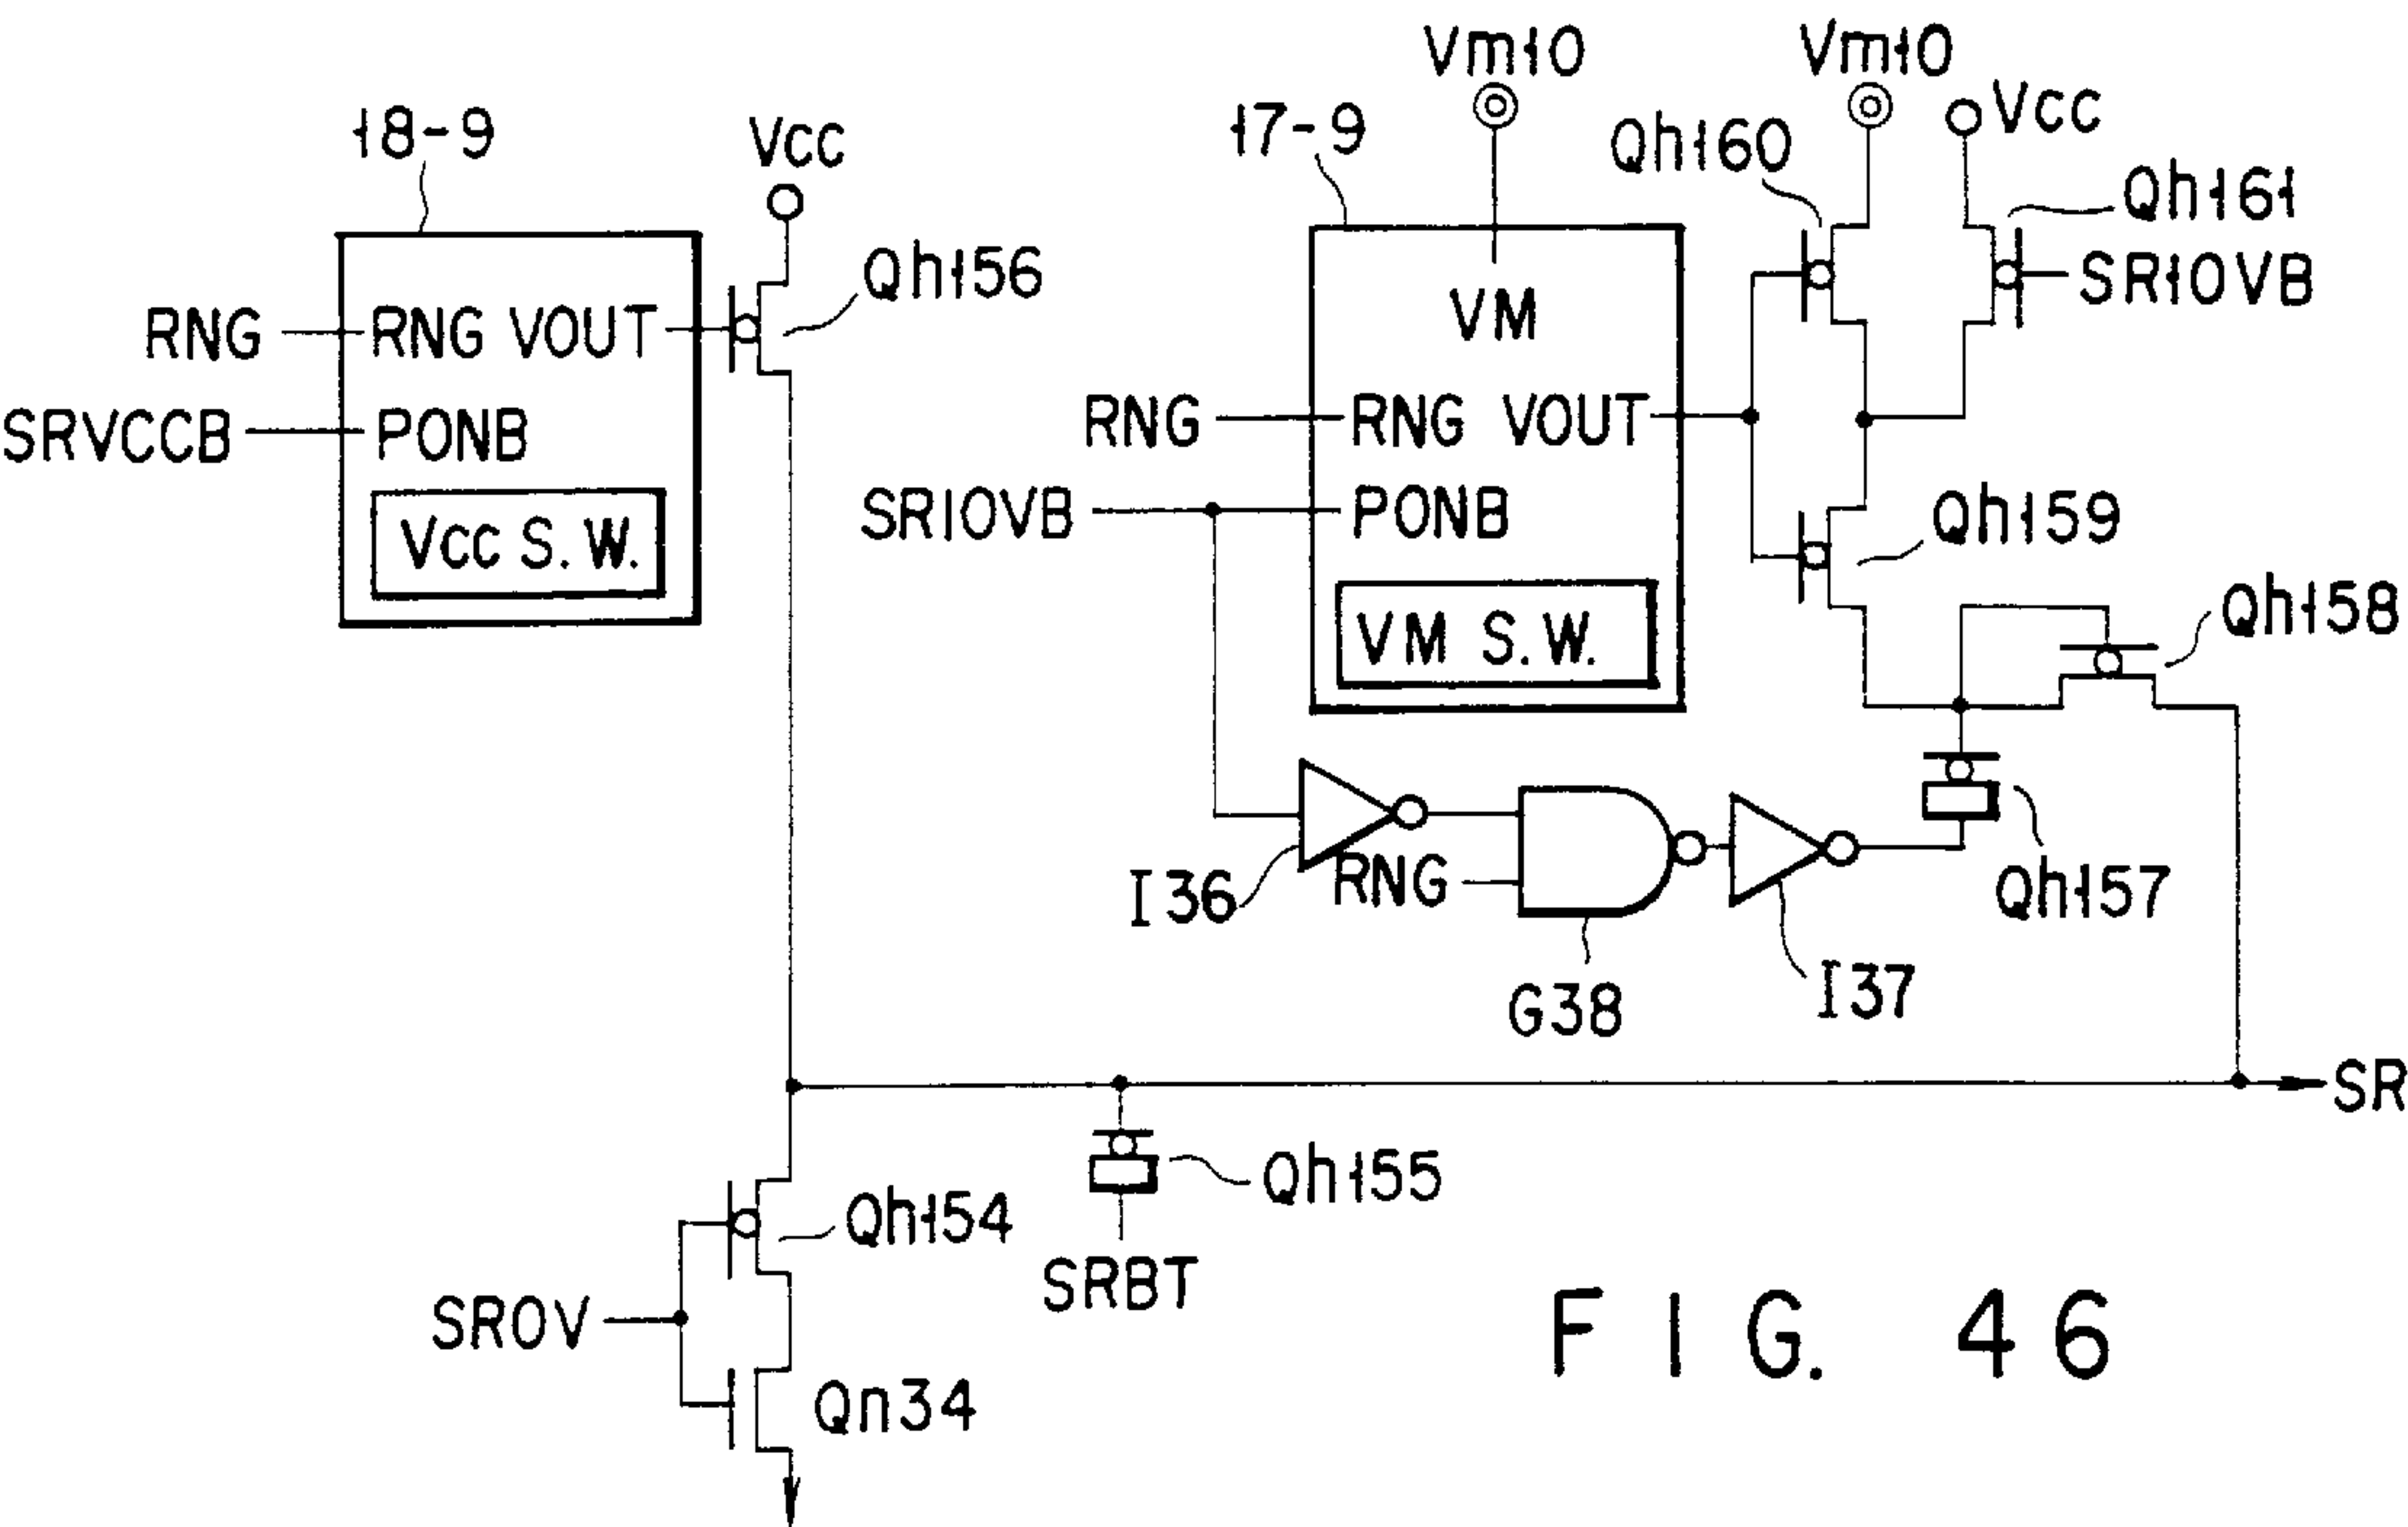 Vm10
Vm10
18-9
17-9
Vcc
Vcc
Qh160
Qh161
Qh156
SR10VB
RNG
RNG VOUT
VM
SRVCCB
PONB
RNG
RNG VOUT
SR10VB
PONB
Qh159
Vcc S.W.
VM S.W.
Qh158
I36
RNG
Qh157
G38
I37
SR
Qh155
Qh154
SRBT
SROV
Qn34
FIG. 46